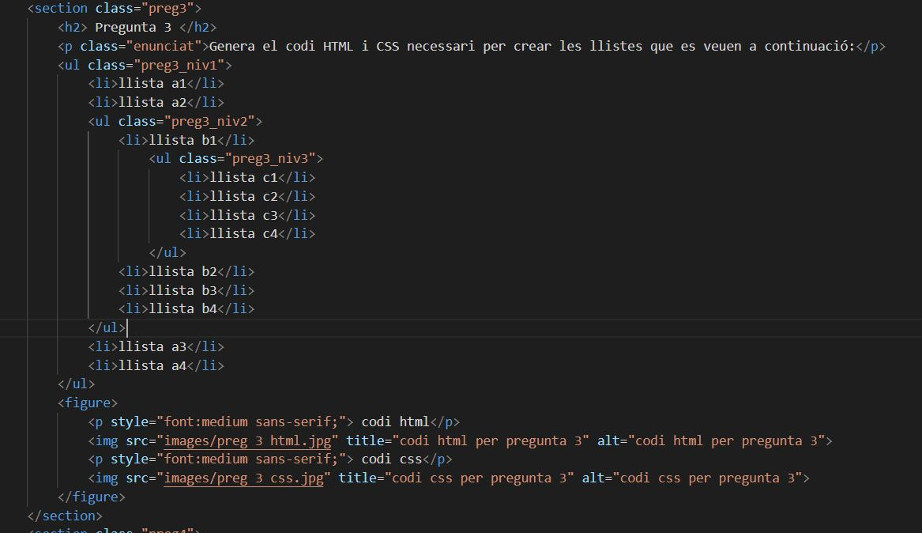 <section class="preg3">
<h2> Pregunta 3 </h2>
<p class="enunciat">Genera el codi HTML i CSS necessari per crear les llistes que es veuen a continuació:</p>
<ul class="preg3_niv1">
<li>llista a1</li>
<li>llista a2</li>
<ul class="preg3_niv2">
<li>llista b1</li>
<ul class="preg3_niv3">
<li>llista c1</li>
<li>llista c2</li>
<li>llista c3</li>
<li>llista c4</li>
</ul>
<li>llista b2</li>
<li>llista b3</li>
<li>llista b4</li>
</ul>
<li>llista a3</li>
<li>llista a4</li>
</ul>
<figure>
<p style="font:medium sans-serif;"> codi html</p>
<img src="images/preg 3 html.jpg" title="codi html per pregunta 3" alt="codi html per pregunta 3">
<p style="font:medium sans-serif;"> codi css</p>
<img src="images/preg 3 css.jpg" title="codi css per pregunta 3" alt="codi css per pregunta 3">
</figure>
</section>
<section class="preg4">